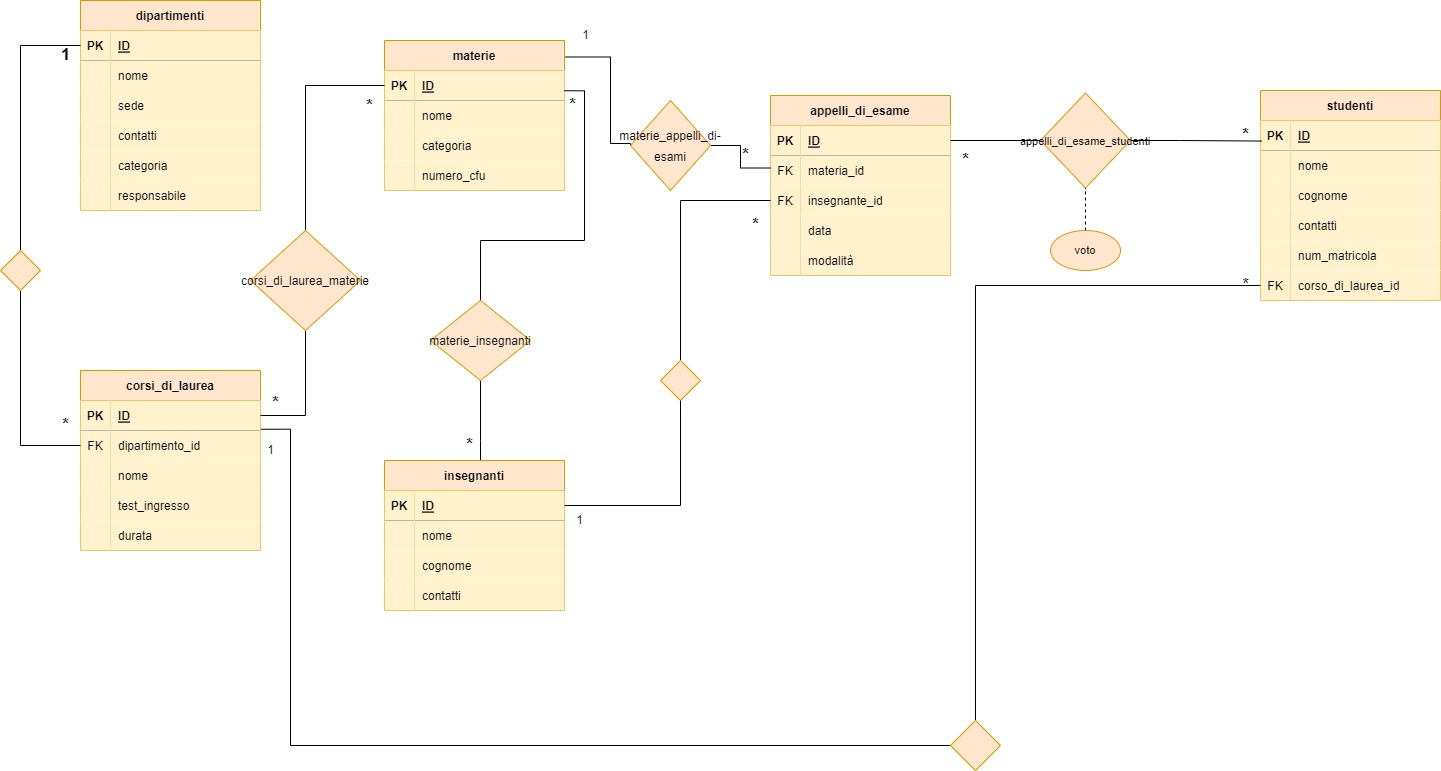 dipartimenti
1
PK ID
nome
sede
contatti
categoria
responsabile
*
corsi_di_laurea
PK ID
FK dipartimento_id
nome
test_ingresso
durata
*
1
corsi_di_laurea_materie
*
materie
PK ID
nome
categoria
numero_cfu
1
*
materie_insegnanti
*
insegnanti
PK ID
nome
cognome
contatti
1
materie_appelli_di-
esami
*
*
appelli_di_esame
PK ID
FK materia_id
FK insegnante_id
data
modalità
*
appelli_di_esame_studenti
voto
*
studenti
PK ID
nome
cognome
contatti
num_matricola
FK corso_di_laurea_id
*